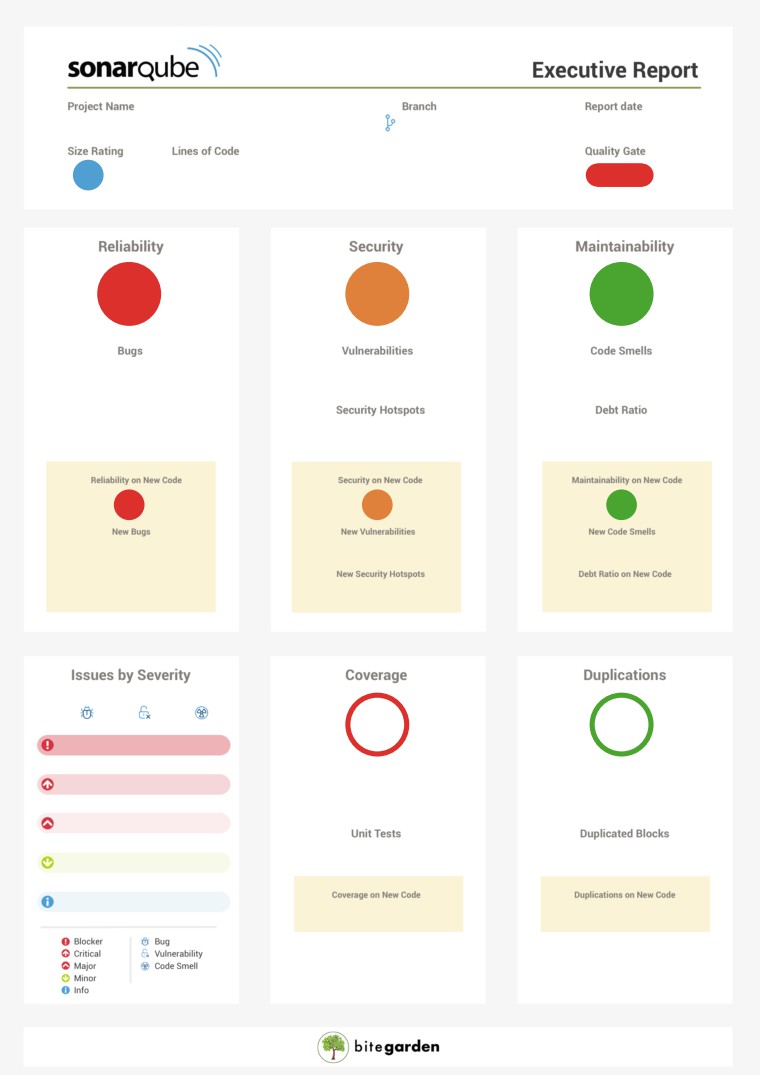 sonarqube
Executive Report
Project Name
Branch
Report date
Size Rating
Lines of Code
Quality Gate
Reliability
Bugs
Reliability on New Code
New Bugs
Security
Vulnerabilities
Security Hotspots
Security on New Code
New Vulnerabilities
New Security Hotspots
Maintainability
Code Smells
Debt Ratio
Maintainability on New Code
New Code Smells
Debt Ratio on New Code
Issues by Severity
Blocker
Critical
Major
Minor
Info
Bug
Vulnerability
Code Smell
Coverage
Unit Tests
Coverage on New Code
Duplications
Duplicated Blocks
Duplications on New Code
bitegarden